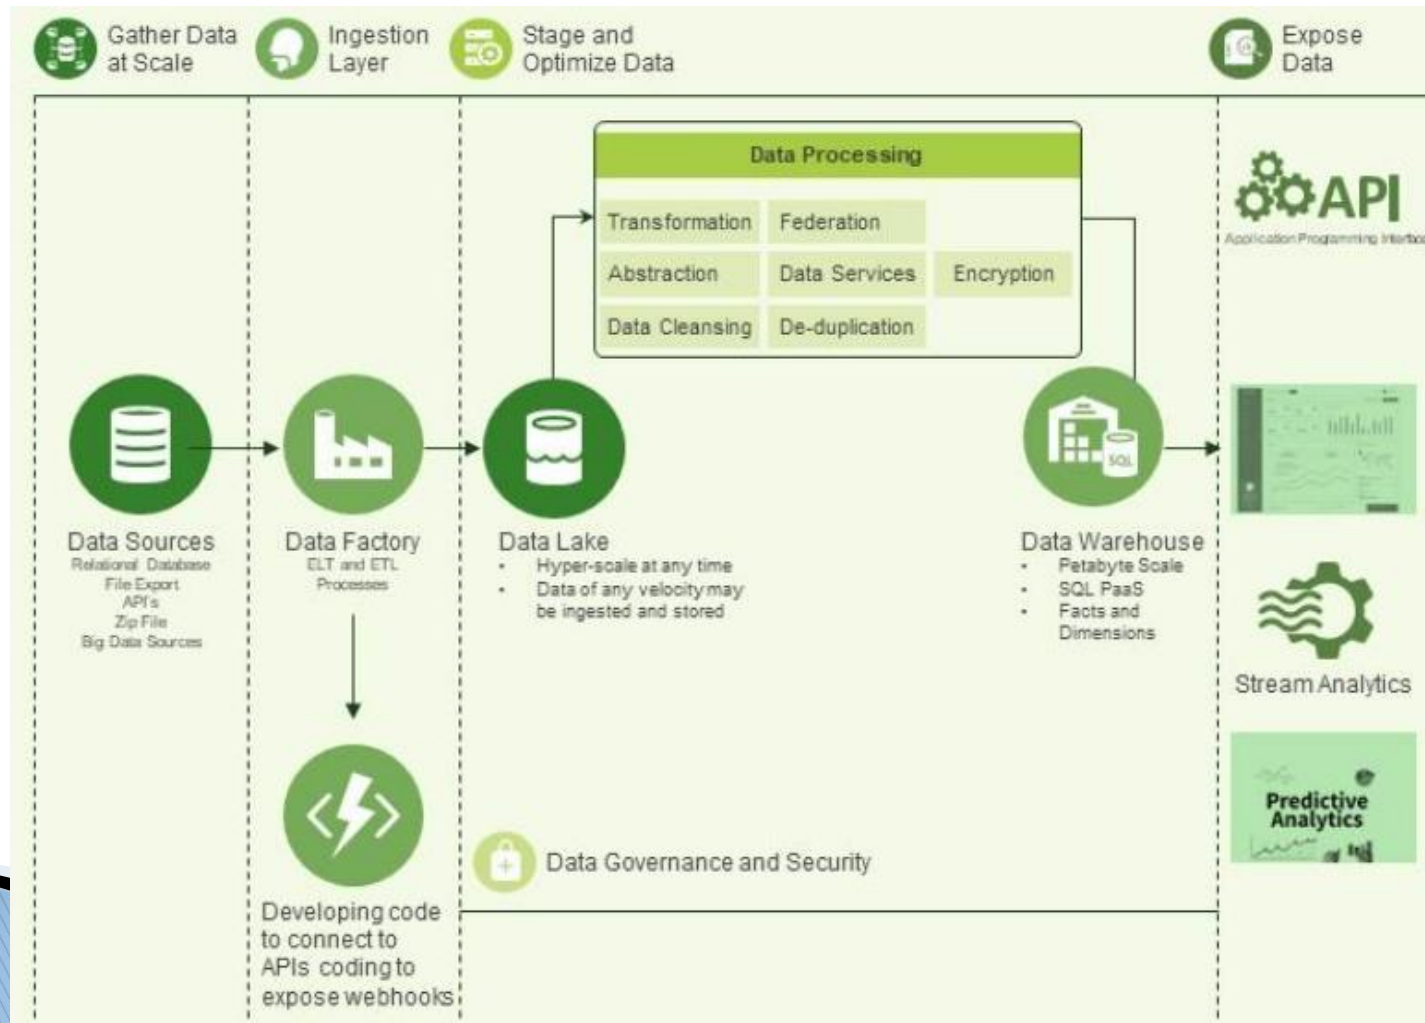 Gather Data
at Scale
Ingestion
Layer
Stage and
Optimize Data
Expose
Data
Data Processing
Transformation
Federation
Abstraction
Data Services
Encryption
Data Cleansing
De-duplication
API
Application Programming Interfac
SQL
Data Sources
Relational Database
File Export
API's
Zip File
Big Data Sources
Data Factory
ELT and ETL
Processes
Data Lake
• Hyper-scale at any time
• Data of any velocity may
be ingested and stored
Data Warehouse
• Petabyte Scale
• SQL PaaS
• Facts and
Dimensions
Stream Analytics
Predictive
Analytics
Data Governance and Security
Developing code
to connect to
APIs coding to
expose webhooks